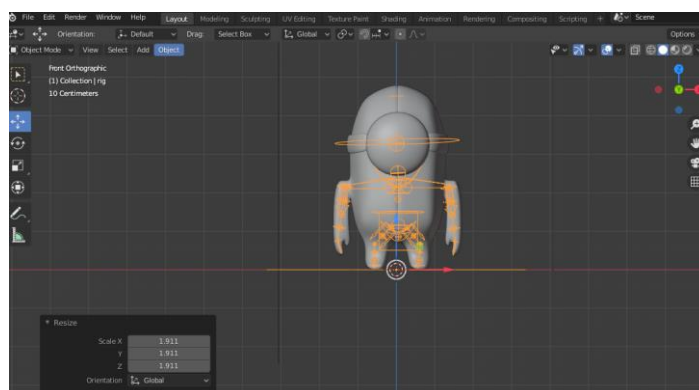 File Edit Render Window Help Layout Modeling Sculpting UV Editing Texture Paint Shading Animation Rendering Compositing Scripting + Scene
Orientation: Default Drag: Select Box Global Options
Object Mode View Select Add Object
Front Orthographic
(1) Collection | rig
10 Centimeters
Z
Y
Resize
Scale X 1.911
Y 1.911
Z 1.911
Orientation Global